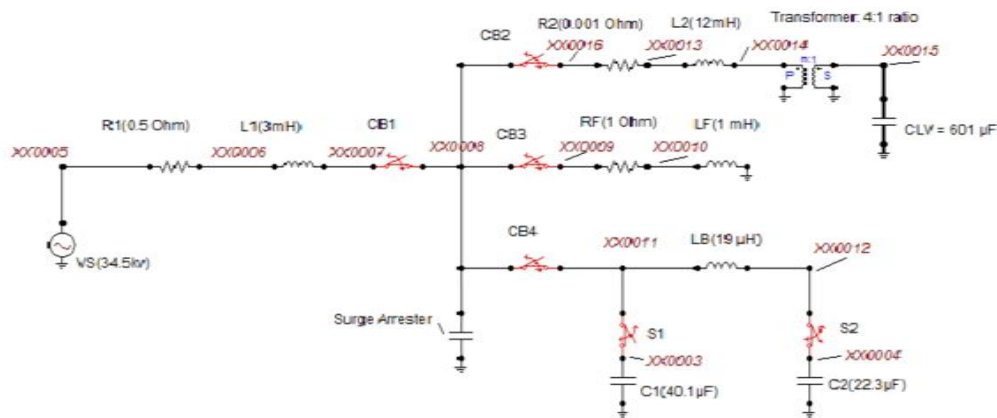 Transformer: 4:1 ratio
R2(0.001 Ohm) L2(12mH)
CB2
XX0016 XX0013 XX0014 XX0015
n:1
P S
R1(0.5 Ohm) L1(3mH) CB1 CB3 RF(1 Ohm) LF(1 mH) CLV = 601 µF
XX0005 XX0006 XX0007 XX0008 XX0009 XX0010
CB4 XX0011 LB(19 µH) XX0012
VS(34.5kv)
Surge Arrester S1 S2
XX0003 XX0004
C1(40.1µF) C2(22.3µF)